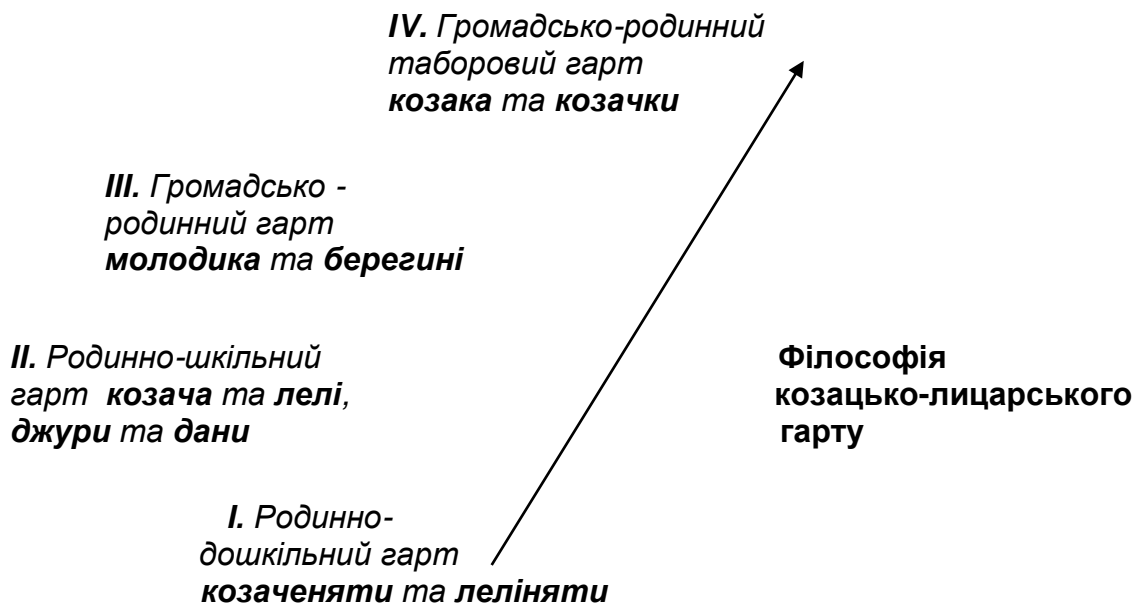 IV. Громадсько-родинний
таборовий гарт
козака та козачки
III. Громадсько -
родинний гарт
молодика та берегині
II. Родинно-шкільний
гарт козача та лелі,
джури та дани
Філософія
козацько-лицарського
гарту
I. Родинно-
дошкільний гарт
козаченяти та леліняти